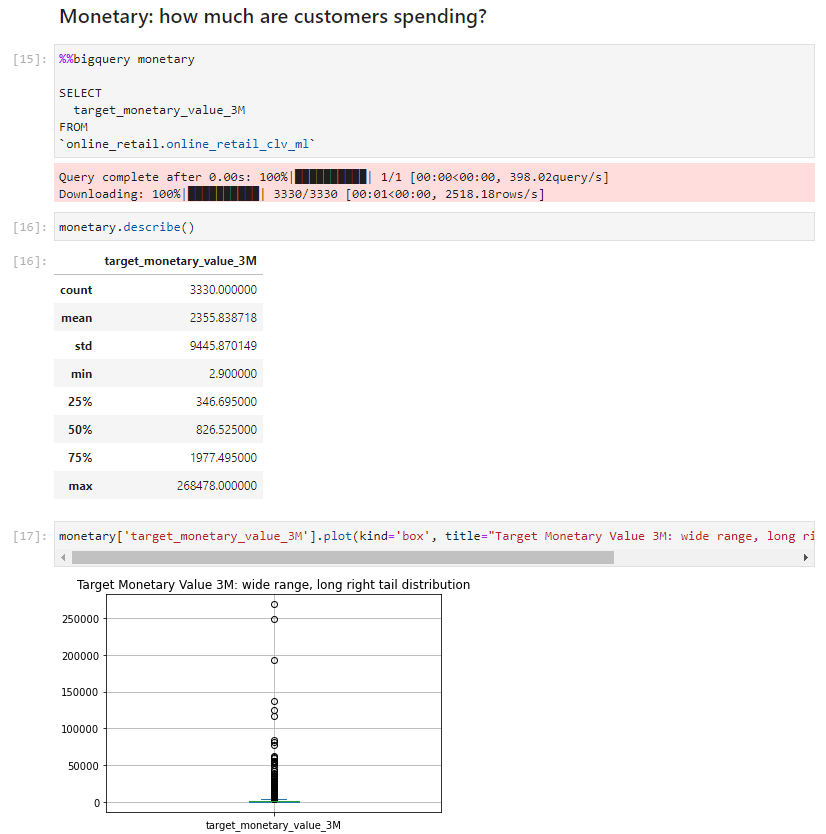 Monetary: how much are customers spending?
[15]: %%bigquery monetary
SELECT
target_monetary_value_3M
FROM
`online_retail.online_retail_clv_ml`
Query complete after 0.00s: 100%|██████████| 1/1 [00:00<00:00, 398.02query/s]
Downloading: 100%|██████████| 3330/3330 [00:01<00:00, 2518.18rows/s]
[16]: monetary.describe()
[16]: target_monetary_value_3M
count 3330.000000
mean 2355.838718
std 9445.870149
min 2.900000
25% 346.695000
50% 826.525000
75% 1977.495000
max 268478.000000
[17]: monetary['target_monetary_value_3M'].plot(kind='box', title="Target Monetary Value 3M: wide range, long ri
Target Monetary Value 3M: wide range, long right tail distribution
250000
200000
150000
100000
50000
0
target_monetary_value_3M